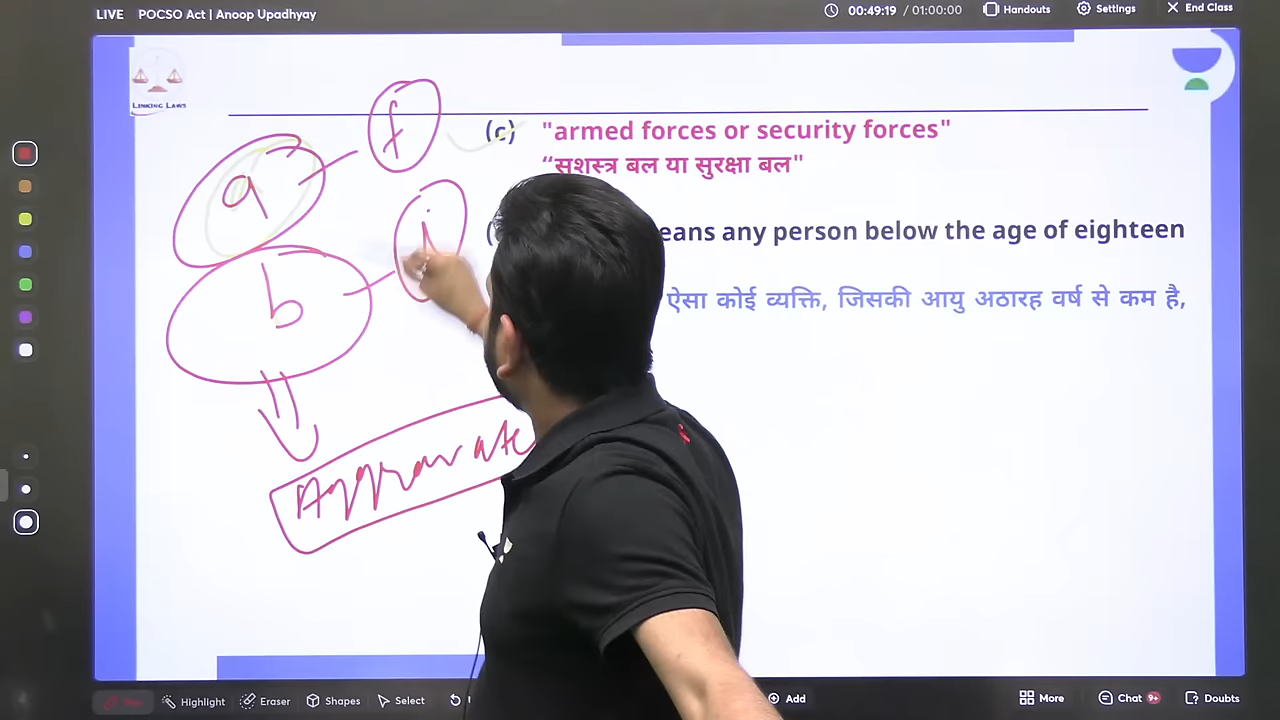 LIVE POCSO Act | Anoop Upadhyay
00:49:19 / 01:00:00 Handouts Settings End Class
LINKING LAWS
(c) "armed forces or security forces"
“सशस्त्र बल या सुरक्षा बल"
eans any person below the age of eighteen
ऐसा कोई व्यक्ति, जिसकी आयु अठारह वर्ष से कम है,
a
f
b
i
Aggravate
Pen Highlight Eraser Shapes Select Add More Chat 9+ Doubts